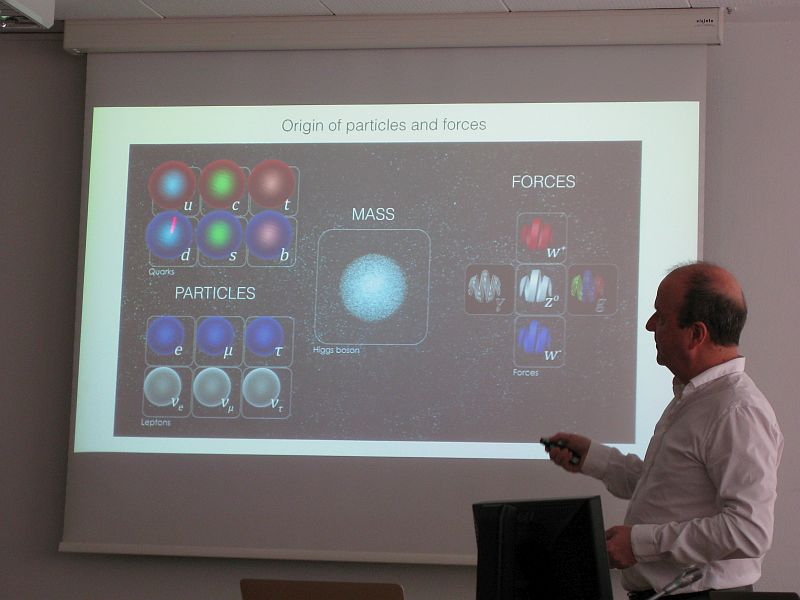 Origin of particles and forces
u c t
d s b
Quarks
PARTICLES
e μ τ
νe νμ ντ
Leptons
MASS
Higgs boson
FORCES
W+
γ Z0 g
W-
Forces